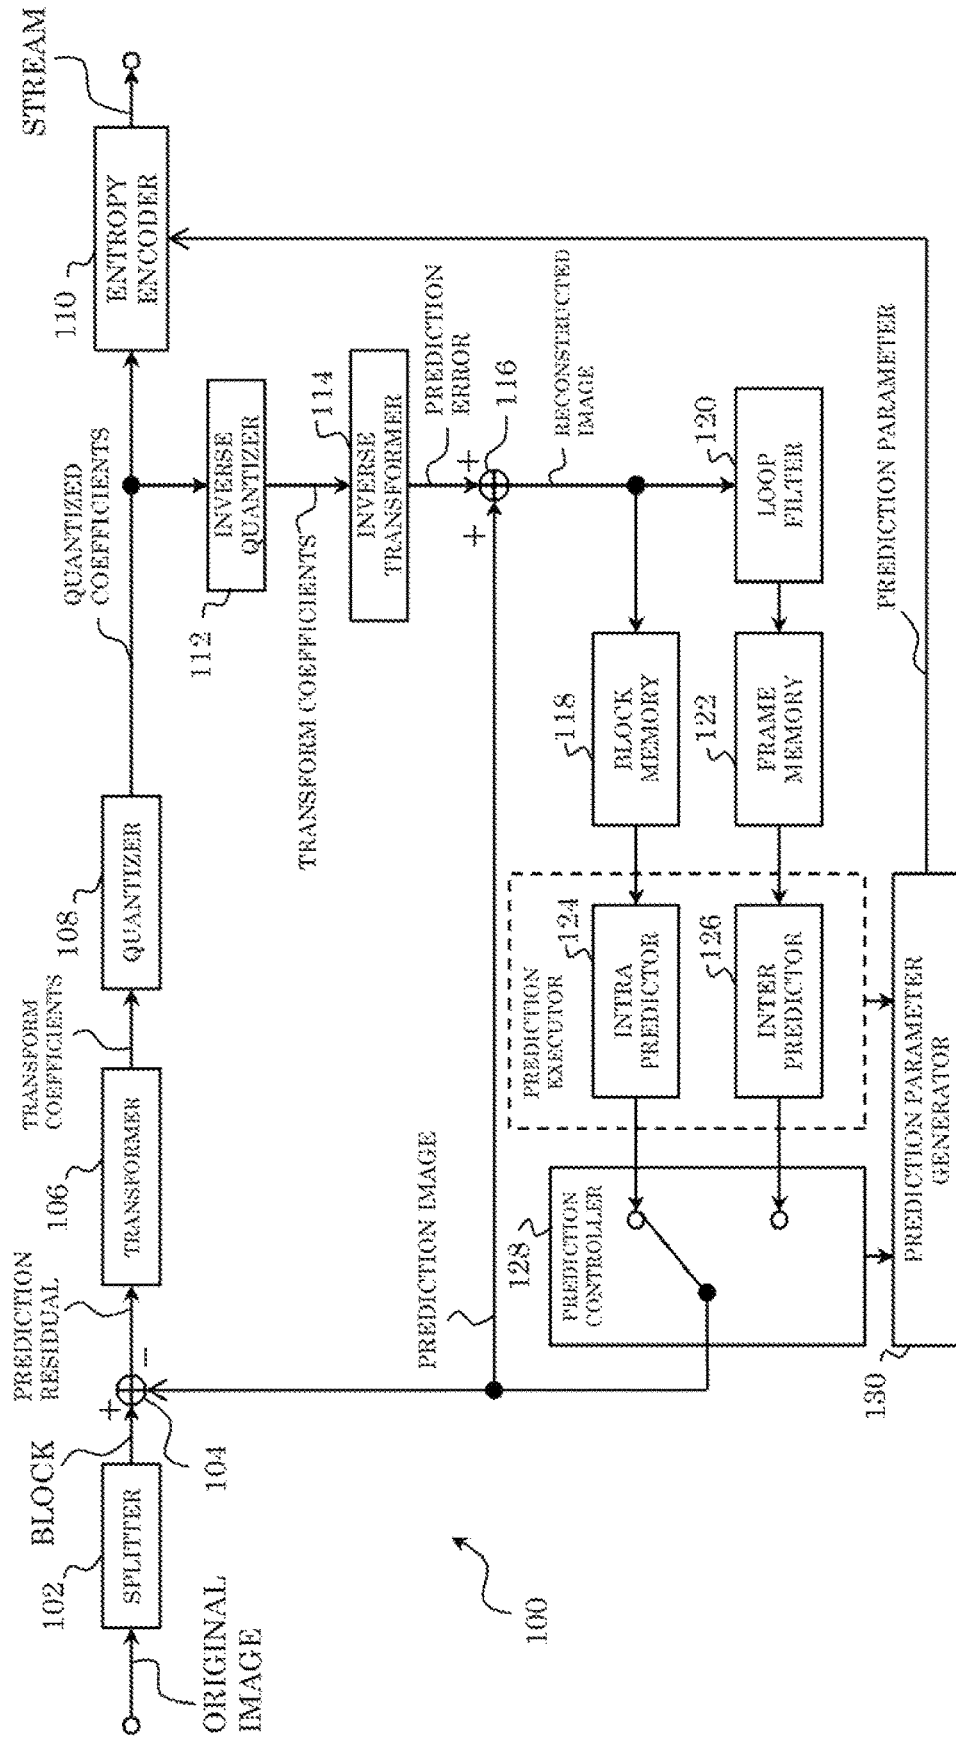 ORIGINAL
IMAGE
102
SPLITTER
BLOCK
104
+
−
PREDICTION
RESIDUAL
106
TRANSFORMER
TRANSFORM
COEFFICIENTS
108
QUANTIZER
QUANTIZED
COEFFICIENTS
110
ENTROPY
ENCODER
STREAM
112
INVERSE
QUANTIZER
TRANSFORM COEFFICIENTS
114
INVERSE
TRANSFORMER
PREDICTION
ERROR
+
+
116
RECONSTRUCTED
IMAGE
PREDICTION IMAGE
118
BLOCK
MEMORY
120
LOOP
FILTER
122
FRAME
MEMORY
PREDICTION
EXECUTOR
124
INTRA
PREDICTOR
126
INTER
PREDICTOR
128
PREDICTION
CONTROLLER
130
PREDICTION PARAMETER
GENERATOR
PREDICTION PARAMETER
100